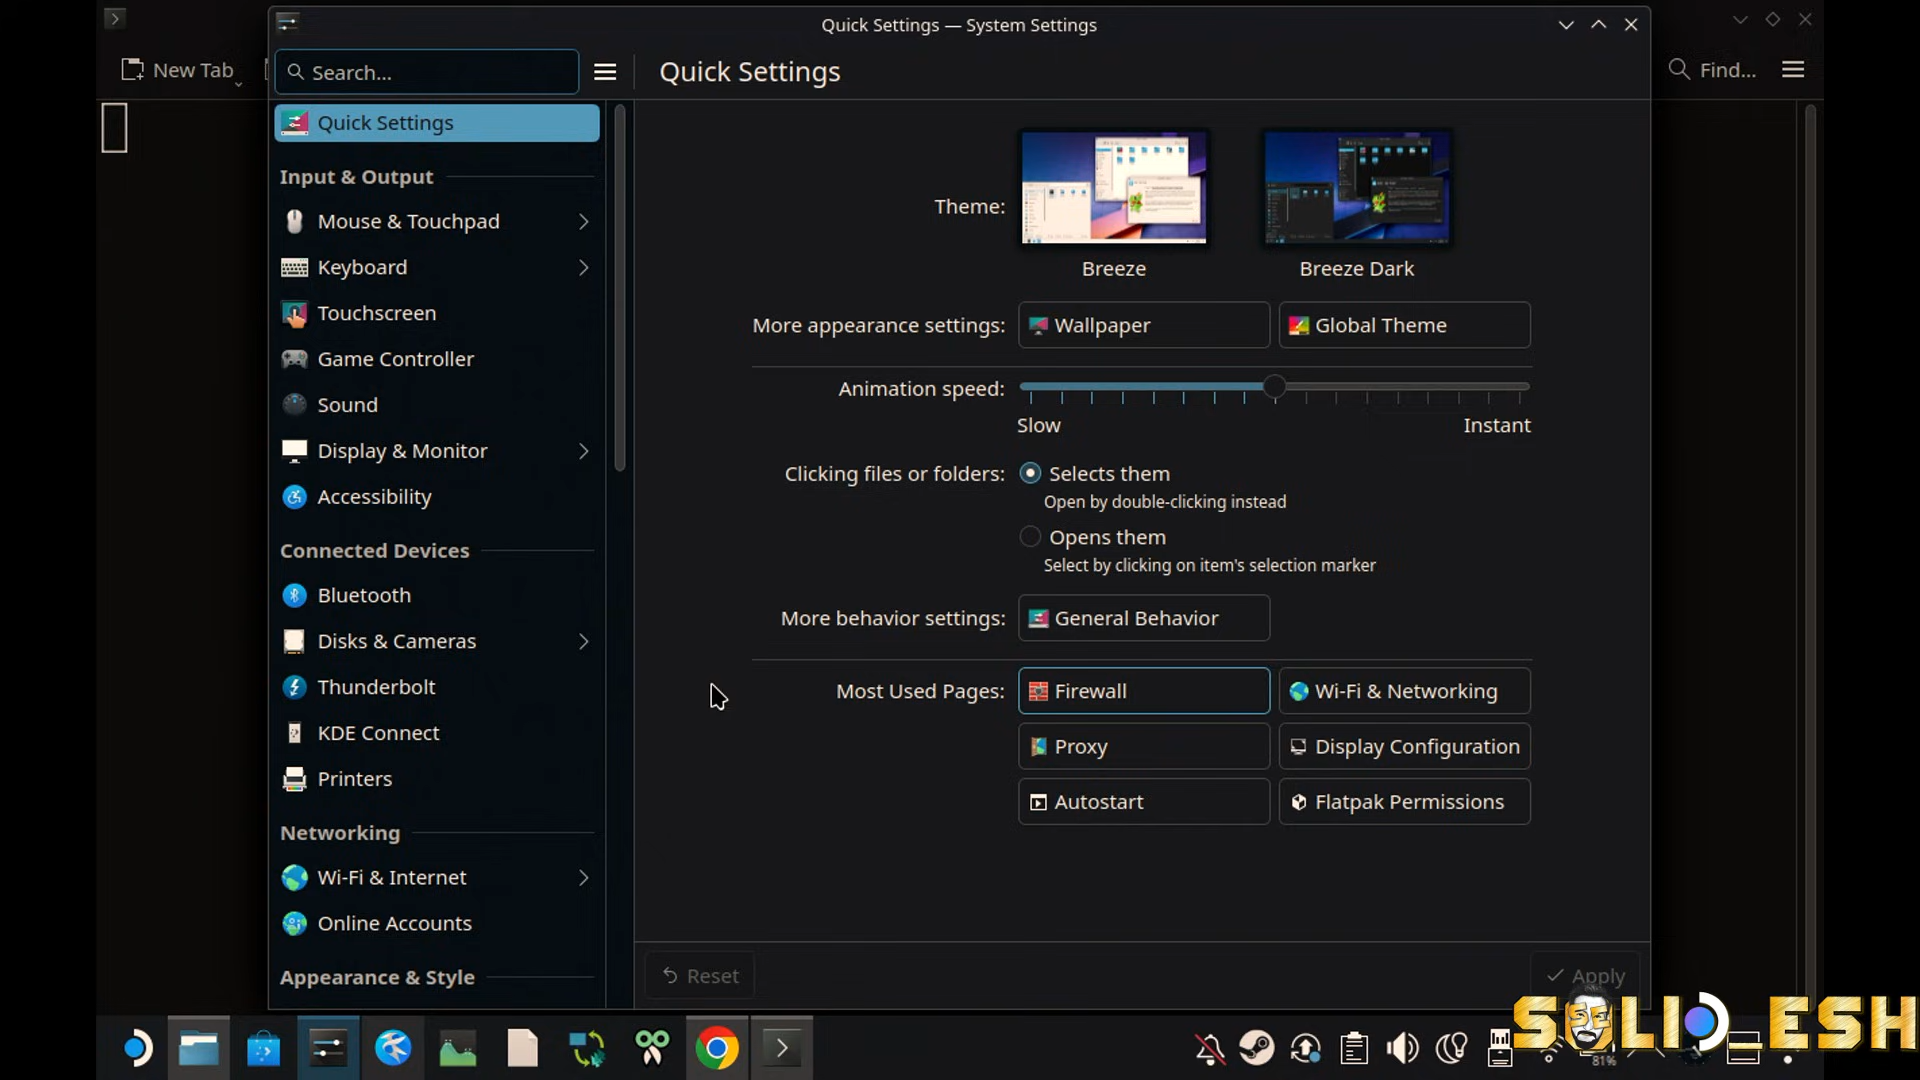 Quick Settings — System Settings
New Tab
Search...
Quick Settings
Find...
Quick Settings
Input & Output
Mouse & Touchpad
Keyboard
Touchscreen
Game Controller
Sound
Display & Monitor
Accessibility
Connected Devices
Bluetooth
Disks & Cameras
Thunderbolt
KDE Connect
Printers
Networking
Wi-Fi & Internet
Online Accounts
Appearance & Style
Theme:
Breeze
Breeze Dark
More appearance settings:
Wallpaper
Global Theme
Animation speed:
Slow
Instant
Clicking files or folders:
Selects them
Open by double-clicking instead
Opens them
Select by clicking on item's selection marker
More behavior settings:
General Behavior
Most Used Pages:
Firewall
Wi-Fi & Networking
Proxy
Display Configuration
Autostart
Flatpak Permissions
Reset
Apply
SOLID_ESH
81%